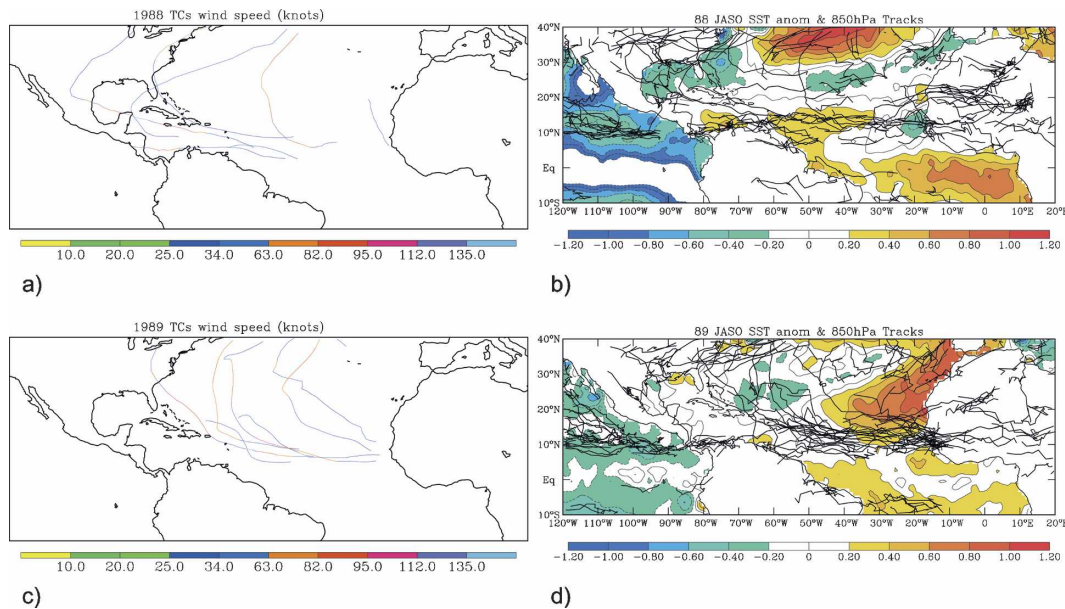 1988 TCs wind speed (knots)
10.0 20.0 25.0 34.0 63.0 82.0 95.0 112.0 135.0
a)
88 JASO SST anom & 850hPa Tracks
40°N
30°N
20°N
10°N
Eq
10°S
120°W 110°W 100°W 90°W 80°W 70°W 60°W 50°W 40°W 30°W 20°W 10°W 0° 10°E 20°E
-1.20 -1.00 -0.80 -0.60 -0.40 -0.20 0 0.20 0.40 0.60 0.80 1.00 1.20
b)
1989 TCs wind speed (knots)
10.0 20.0 25.0 34.0 63.0 82.0 95.0 112.0 135.0
c)
89 JASO SST anom & 850hPa Tracks
40°N
30°N
20°N
10°N
Eq
10°S
120°W 110°W 100°W 90°W 80°W 70°W 60°W 50°W 40°W 30°W 20°W 10°W 0° 10°E 20°E
-1.20 -1.00 -0.80 -0.60 -0.40 -0.20 0 0.20 0.40 0.60 0.80 1.00 1.20
d)